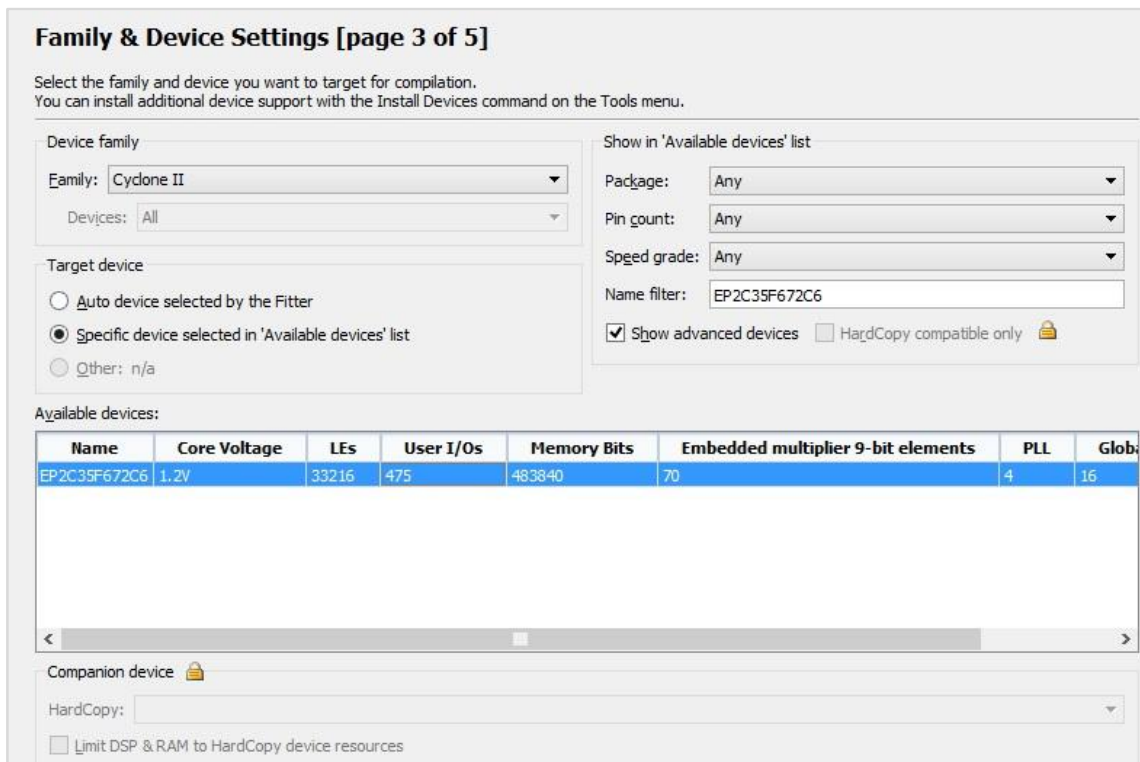 Family & Device Settings [page 3 of 5]
Select the family and device you want to target for compilation.
You can install additional device support with the Install Devices command on the Tools menu.
Device family
Family: Cyclone II
Devices: All
Show in 'Available devices' list
Package: Any
Pin count: Any
Speed grade: Any
Name filter: EP2C35F672C6
Show advanced devices HardCopy compatible only
Target device
Auto device selected by the Fitter
Specific device selected in 'Available devices' list
Other: n/a
Available devices:
Name Core Voltage LEs User I/Os Memory Bits Embedded multiplier 9-bit elements PLL Globa
EP2C35F672C6 1.2V 33216 475 483840 70 4 16
Companion device
HardCopy:
Limit DSP & RAM to HardCopy device resources